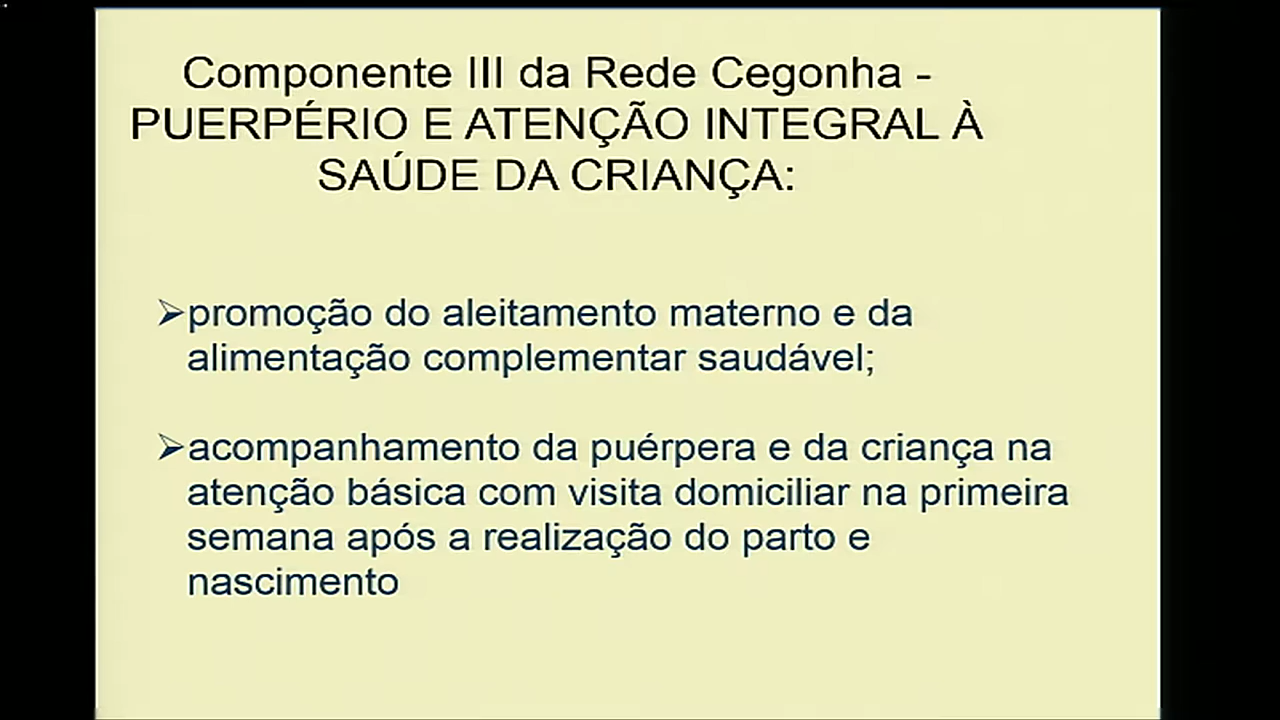 Componente III da Rede Cegonha -
PUERPÉRIO E ATENÇÃO INTEGRAL À
SAÚDE DA CRIANÇA:
➢promoção do aleitamento materno e da
alimentação complementar saudável;
➢acompanhamento da puérpera e da criança na
atenção básica com visita domiciliar na primeira
semana após a realização do parto e
nascimento